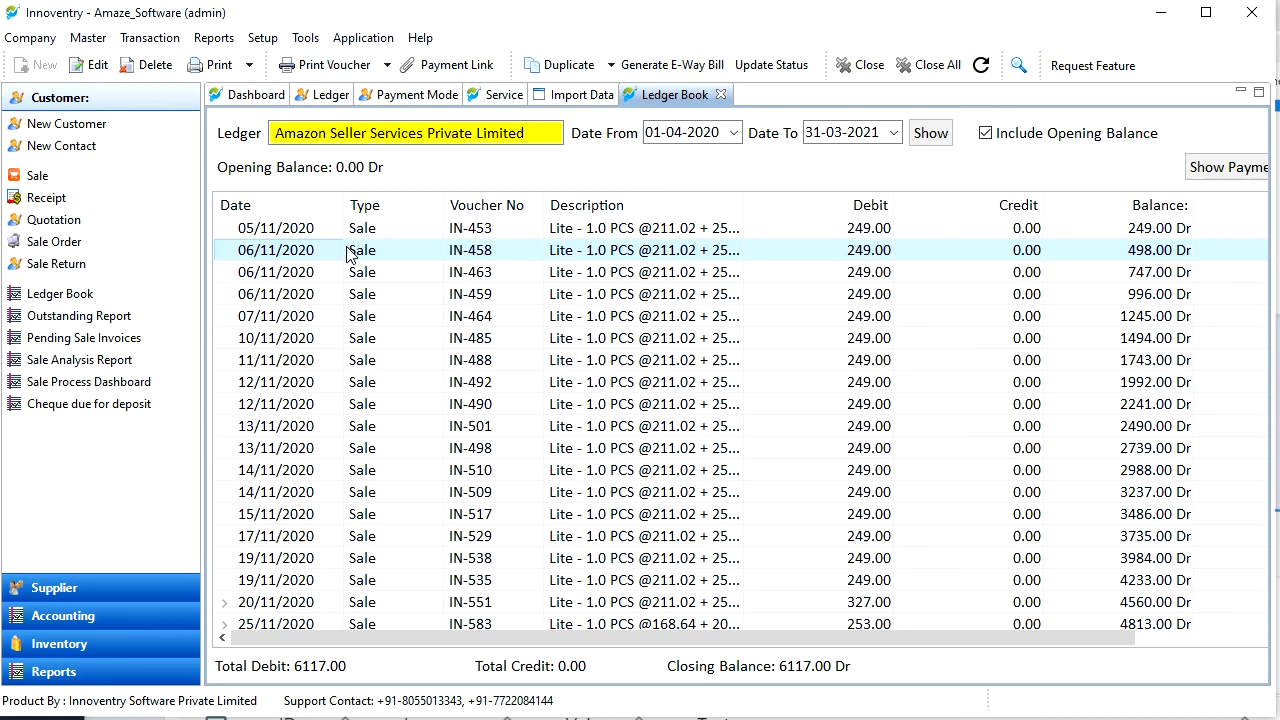 Innoventry - Amaze_Software (admin)
Company Master Transaction Reports Setup Tools Application Help
New Edit Delete Print Print Voucher Payment Link Duplicate Generate E-Way Bill Update Status Close Close All Request Feature
Customer: Dashboard Ledger Payment Mode Service Import Data Ledger Book
New Customer
New Contact
Sale
Receipt
Quotation
Sale Order
Sale Return
Ledger Book
Outstanding Report
Pending Sale Invoices
Sale Analysis Report
Sale Process Dashboard
Cheque due for deposit
Supplier
Accounting
Inventory
Reports
Ledger Amazon Seller Services Private Limited Date From 01-04-2020 Date To 31-03-2021 Show Include Opening Balance
Opening Balance: 0.00 Dr Show Payme
Date Type Voucher No Description Debit Credit Balance:
05/11/2020 Sale IN-453 Lite - 1.0 PCS @211.02 + 25... 249.00 0.00 249.00 Dr
06/11/2020 Sale IN-458 Lite - 1.0 PCS @211.02 + 25... 249.00 0.00 498.00 Dr
06/11/2020 Sale IN-463 Lite - 1.0 PCS @211.02 + 25... 249.00 0.00 747.00 Dr
06/11/2020 Sale IN-459 Lite - 1.0 PCS @211.02 + 25... 249.00 0.00 996.00 Dr
07/11/2020 Sale IN-464 Lite - 1.0 PCS @211.02 + 25... 249.00 0.00 1245.00 Dr
10/11/2020 Sale IN-485 Lite - 1.0 PCS @211.02 + 25... 249.00 0.00 1494.00 Dr
11/11/2020 Sale IN-488 Lite - 1.0 PCS @211.02 + 25... 249.00 0.00 1743.00 Dr
12/11/2020 Sale IN-492 Lite - 1.0 PCS @211.02 + 25... 249.00 0.00 1992.00 Dr
12/11/2020 Sale IN-490 Lite - 1.0 PCS @211.02 + 25... 249.00 0.00 2241.00 Dr
13/11/2020 Sale IN-501 Lite - 1.0 PCS @211.02 + 25... 249.00 0.00 2490.00 Dr
13/11/2020 Sale IN-498 Lite - 1.0 PCS @211.02 + 25... 249.00 0.00 2739.00 Dr
14/11/2020 Sale IN-510 Lite - 1.0 PCS @211.02 + 25... 249.00 0.00 2988.00 Dr
14/11/2020 Sale IN-509 Lite - 1.0 PCS @211.02 + 25... 249.00 0.00 3237.00 Dr
15/11/2020 Sale IN-517 Lite - 1.0 PCS @211.02 + 25... 249.00 0.00 3486.00 Dr
17/11/2020 Sale IN-529 Lite - 1.0 PCS @211.02 + 25... 249.00 0.00 3735.00 Dr
19/11/2020 Sale IN-538 Lite - 1.0 PCS @211.02 + 25... 249.00 0.00 3984.00 Dr
19/11/2020 Sale IN-535 Lite - 1.0 PCS @211.02 + 25... 249.00 0.00 4233.00 Dr
20/11/2020 Sale IN-551 Lite - 1.0 PCS @211.02 + 25... 327.00 0.00 4560.00 Dr
25/11/2020 Sale IN-583 Lite - 1.0 PCS @168.64 + 20... 253.00 0.00 4813.00 Dr
Total Debit: 6117.00 Total Credit: 0.00 Closing Balance: 6117.00 Dr
Product By : Innoventry Software Private Limited Support Contact: +91-8055013343, +91-7722084144